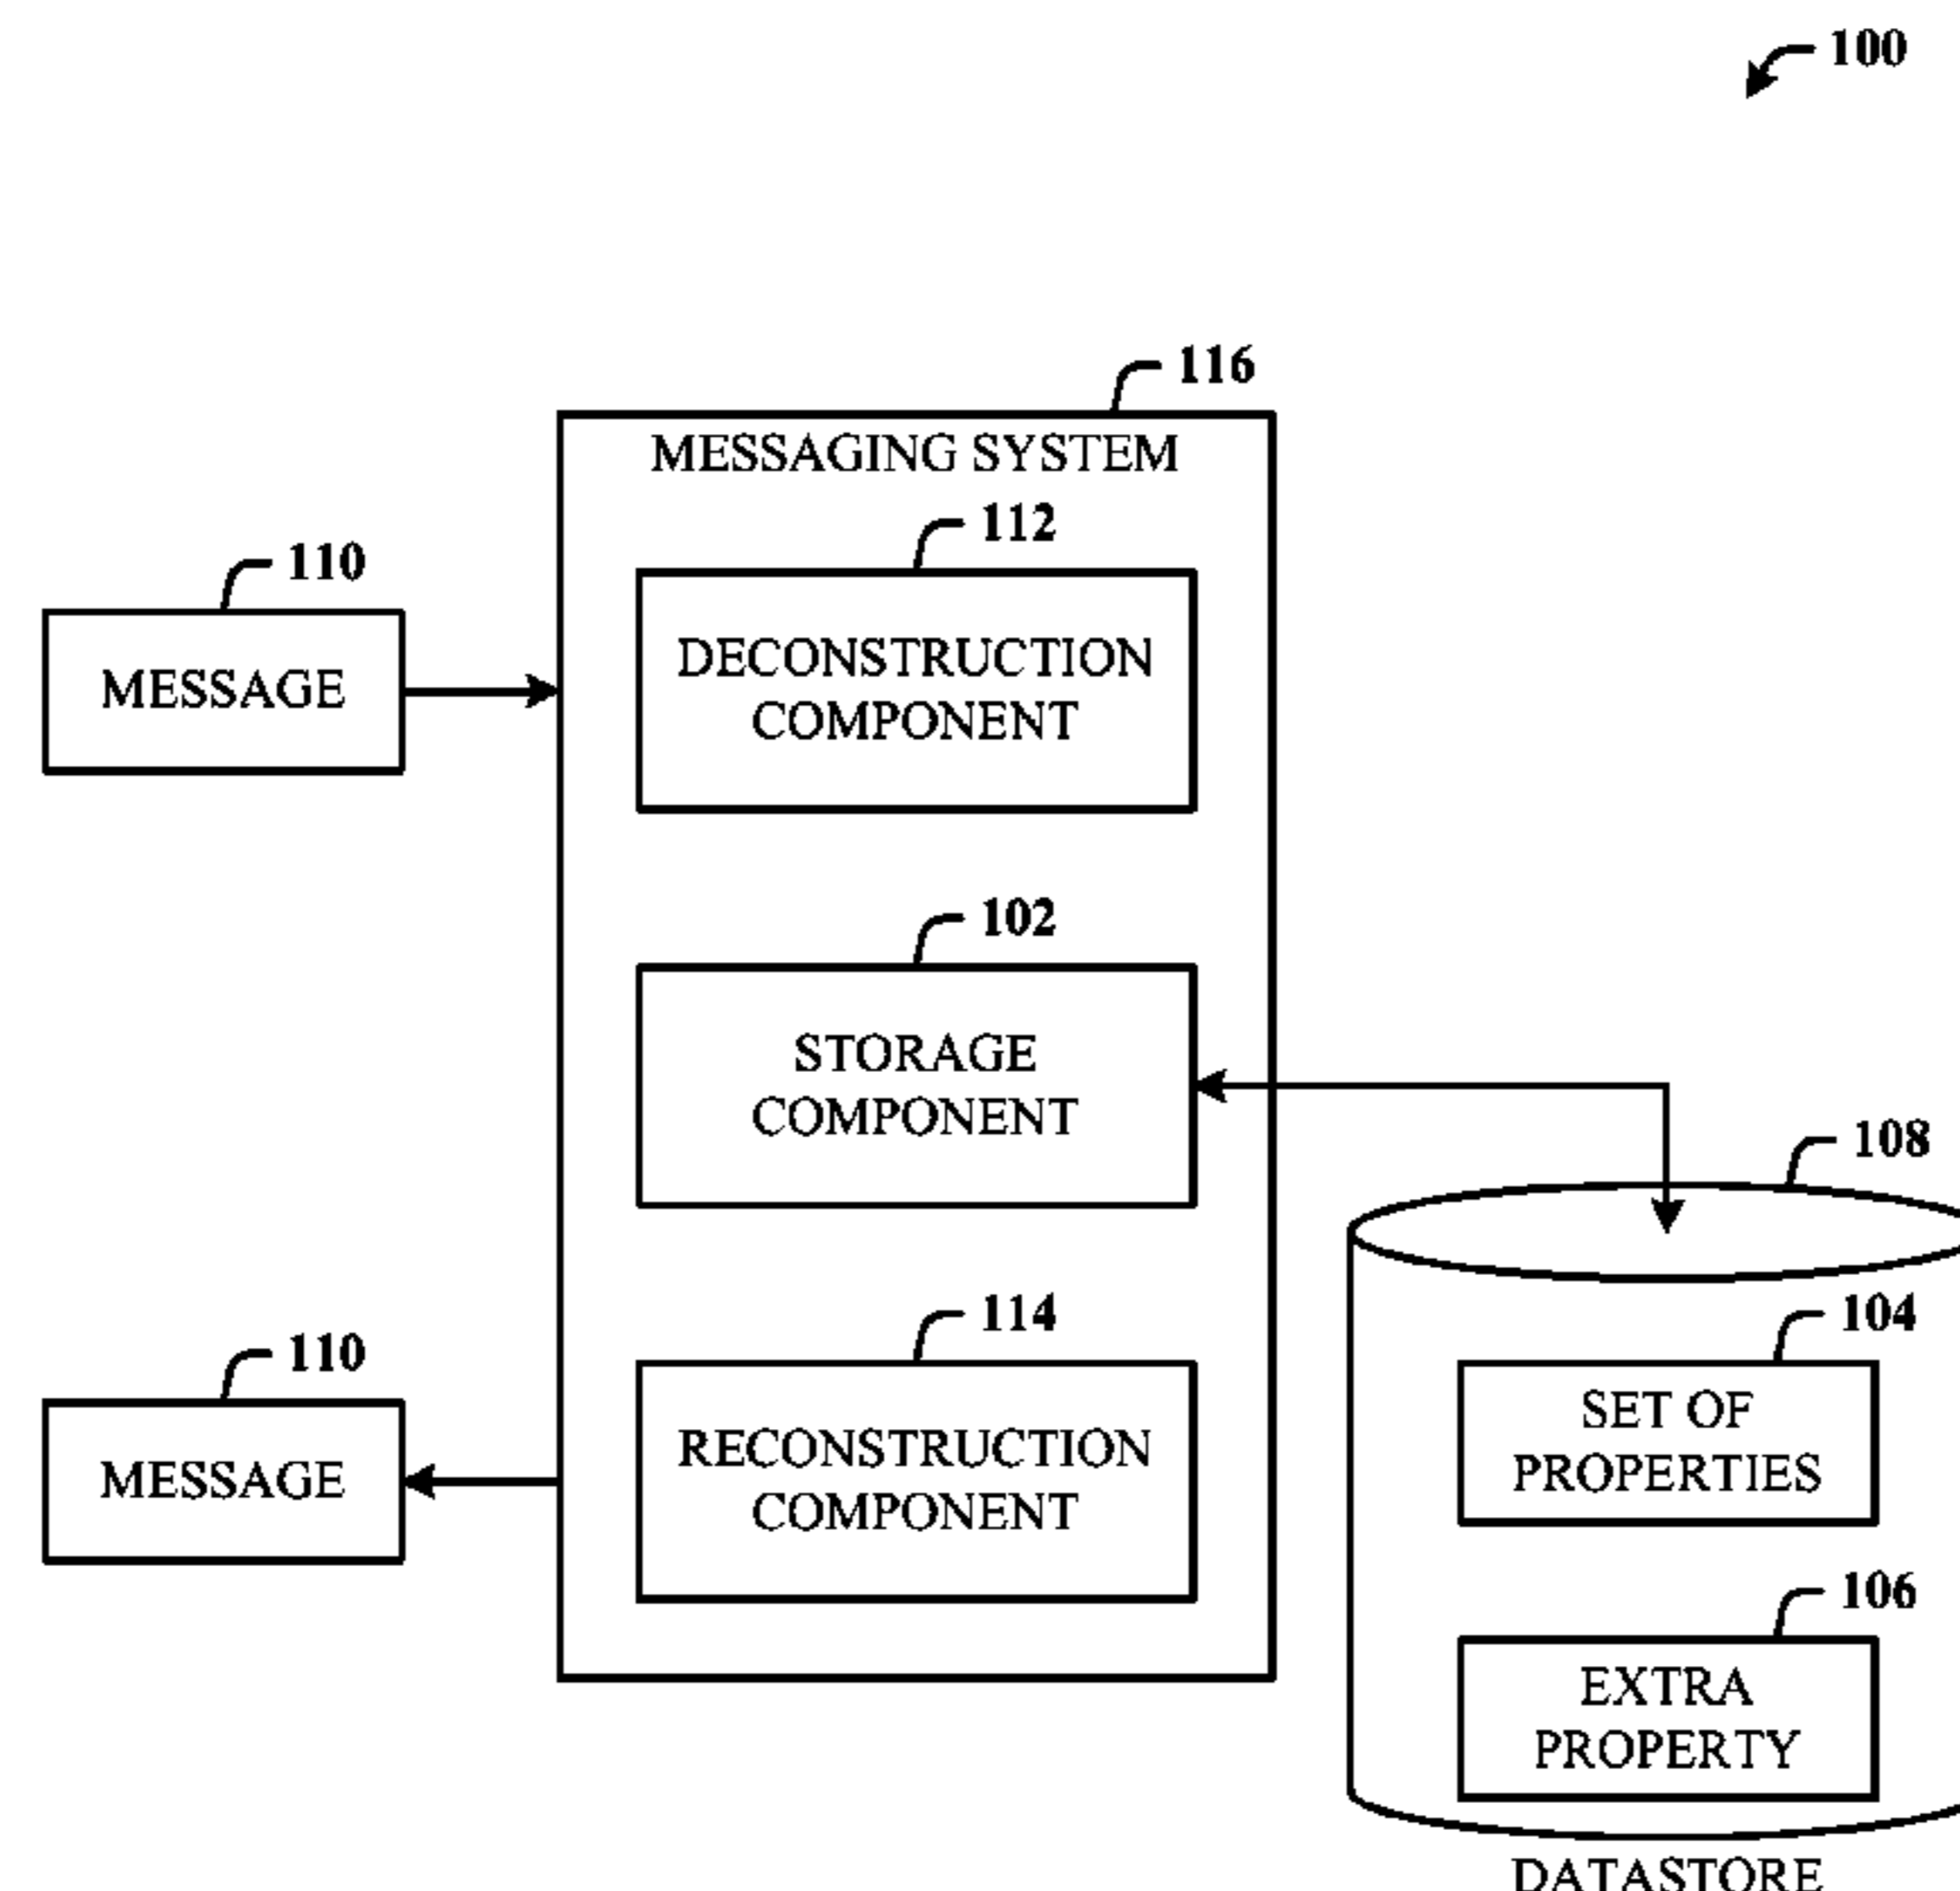 100
116
MESSAGING SYSTEM
112
110
DECONSTRUCTION
COMPONENT
MESSAGE
102
STORAGE
COMPONENT
108
114
104
110
RECONSTRUCTION
COMPONENT
MESSAGE
SET OF
PROPERTIES
106
EXTRA
PROPERTY
DATASTORE